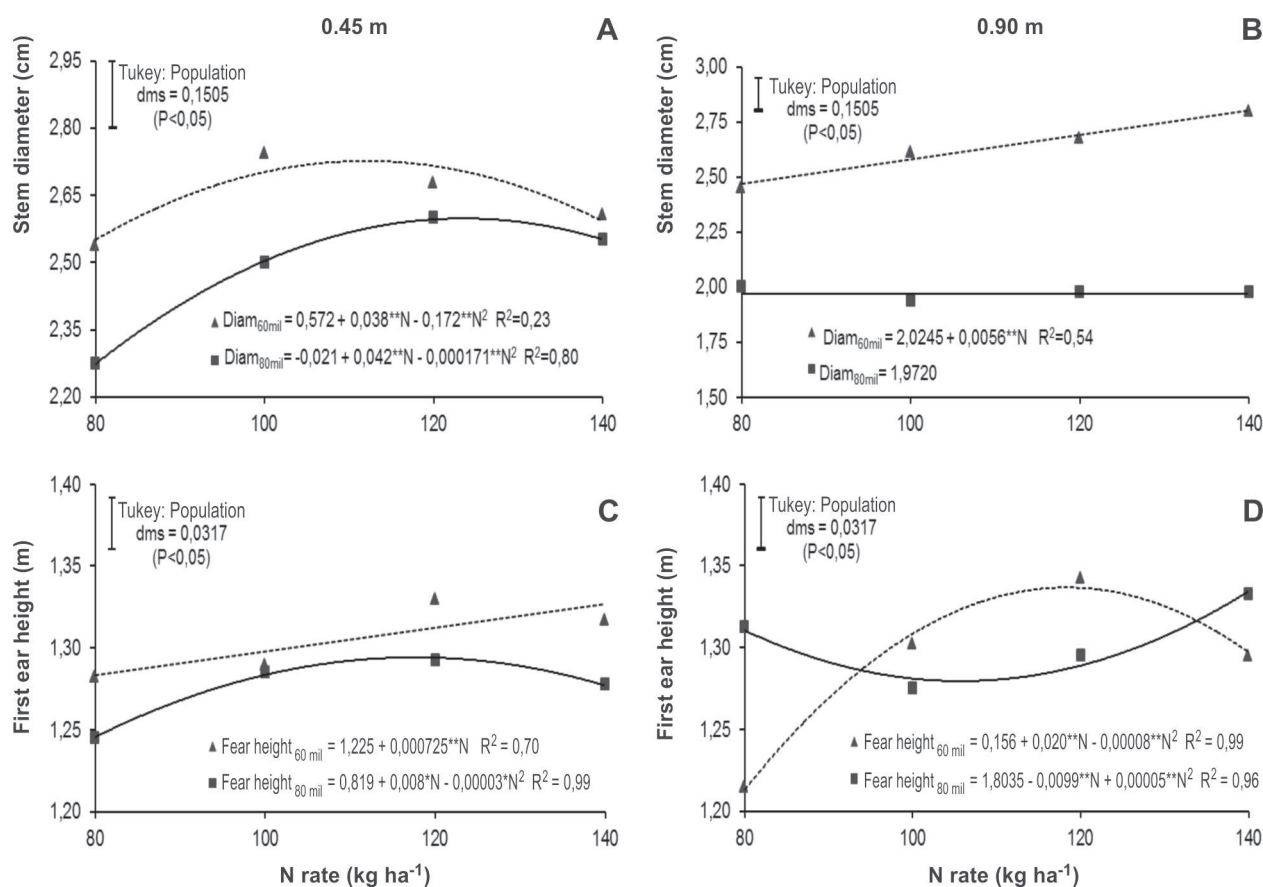 0.45 m
A
Stem diameter (cm)
2,95
2,80
2,65
2,50
2,35
2,20
Tukey: Population
dms = 0,1505
(P<0,05)
▲ Diam60mil = 0,572 + 0,038**N - 0,172**N² R²=0,23
■ Diam80mil = -0,021 + 0,042**N - 0,000171**N² R²=0,80
80 100 120 140
0.90 m
B
Stem diameter (cm)
3,00
2,75
2,50
2,25
2,00
1,75
1,50
Tukey: Population
dms = 0,1505
(P<0,05)
▲ Diam60mil = 2,0245 + 0,0056**N R²=0,54
■ Diam80mil = 1,9720
80 100 120 140
C
First ear height (m)
1,40
1,35
1,30
1,25
1,20
Tukey: Population
dms = 0,0317
(P<0,05)
▲ Fear height 60 mil = 1,225 + 0,000725**N R² = 0,70
■ Fear height 80 mil = 0,819 + 0,008*N - 0,00003*N² R² = 0,99
80 100 120 140
N rate (kg ha⁻¹)
D
First ear height (m)
1,40
1,35
1,30
1,25
1,20
Tukey: Population
dms = 0,0317
(P<0,05)
▲ Fear height 60 mil = 0,156 + 0,020**N - 0,00008**N² R² = 0,99
■ Fear height 80 mil = 1,8035 - 0,0099**N + 0,00005**N² R² = 0,96
80 100 120 140
N rate (kg ha⁻¹)